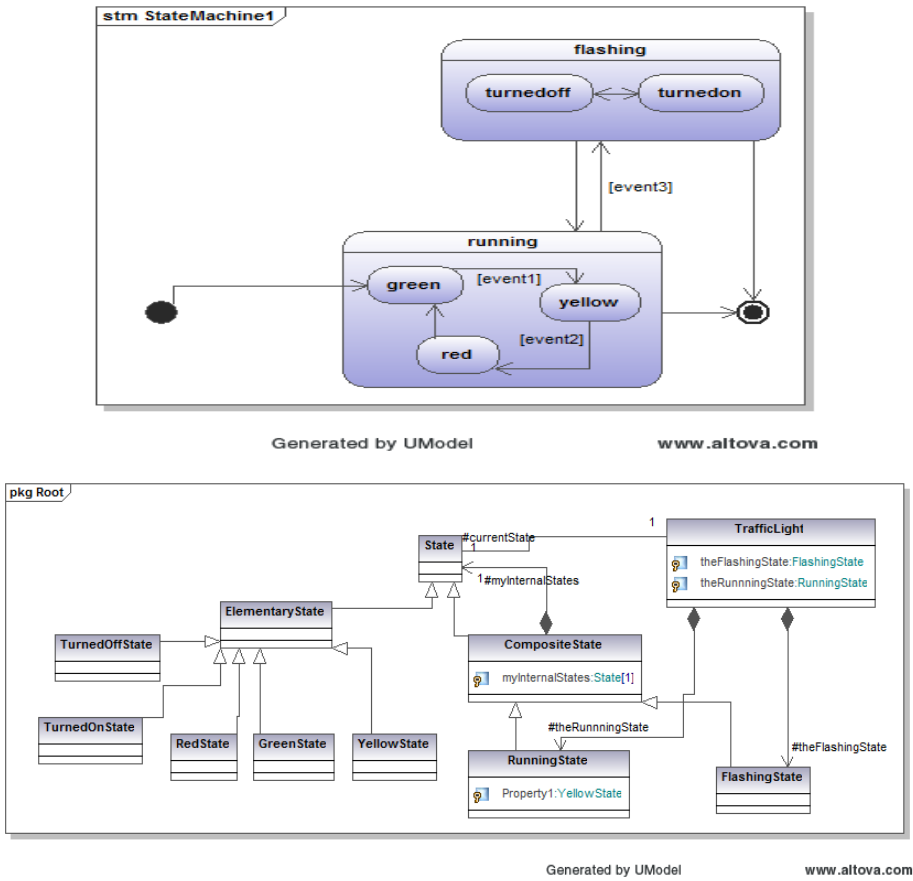 stm StateMachine1
flashing
turnedoff
turnedon
[event3]
running
green
[event1]
yellow
[event2]
red
Generated by UModel
www.altova.com
pkg Root
State
#currentState
1
1
TrafficLight
theFlashingState:FlashingState
theRunnningState:RunningState
1
#myInternalStates
ElementaryState
TurnedOffState
TurnedOnState
RedState
GreenState
YellowState
CompositeState
myInternalStates:State[1]
#theRunnningState
RunningState
Property1:YellowState
#theFlashingState
FlashingState
Generated by UModel
www.altova.com